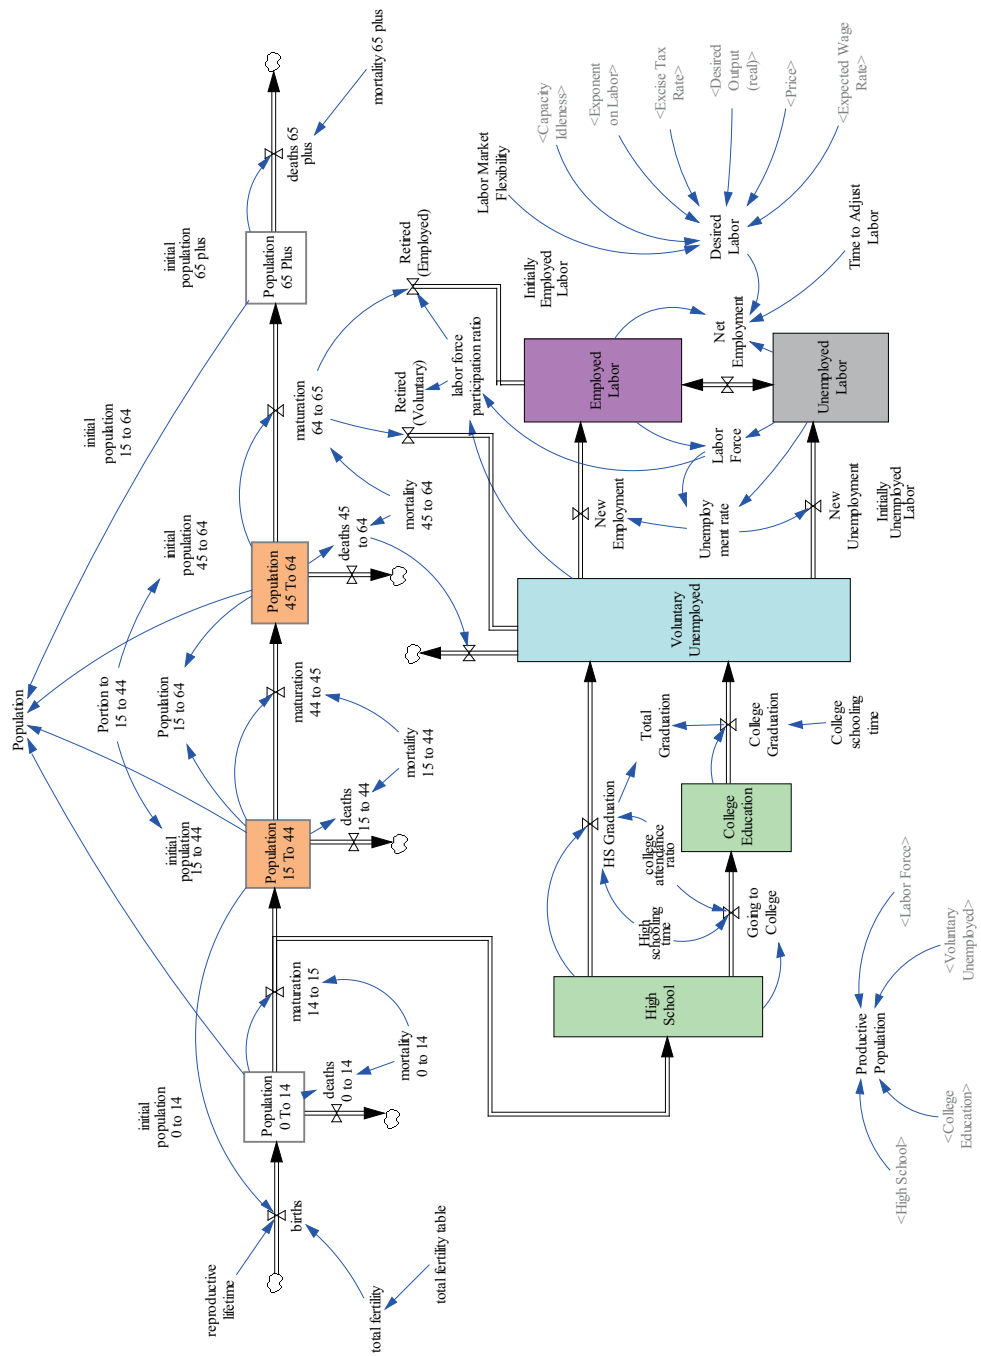 Population
initial
population
15 to 64
initial
population
65 plus
Portion to
15 to 44
initial
population
45 to 64
initial
population
15 to 44
Population
15 to 64
initial
population
0 to 14
reproductive
lifetime
births
total fertility
total fertility table
Population
0 To 14
deaths
0 to 14
mortality
0 to 14
maturation
14 to 15
Population
15 To 44
deaths
15 to 44
mortality
15 to 44
maturation
44 to 45
Population
45 To 64
deaths 45
to 64
mortality
45 to 64
maturation
64 to 65
Population
65 Plus
deaths 65
plus
mortality 65 plus
Retired
(Voluntary)
Retired
(Employed)
labor force
participation ratio
High
School
HS Graduation
High
schooling
time
college
attendance
ratio
Going to
College
College
Education
Total
Graduation
College
Graduation
College
schooling
time
Voluntary
Unemployed
New
Employment
Unemploy
ment rate
New
Unemployment
Initially
Unemployed
Labor
Labor
Force
Employed
Labor
Initially
Employed
Labor
Unemployed
Labor
Net
Employment
Time to Adjust
Labor
Desired
Labor
Labor Market
Flexibility
<Capacity
Idleness>
<Exponent
on Labor>
<Excise Tax
Rate>
<Desired
Output
(real)>
<Price>
<Expected Wage
Rate>
Productive
Population
<High School>
<College
Education>
<Voluntary
Unemployed>
<Labor Force>